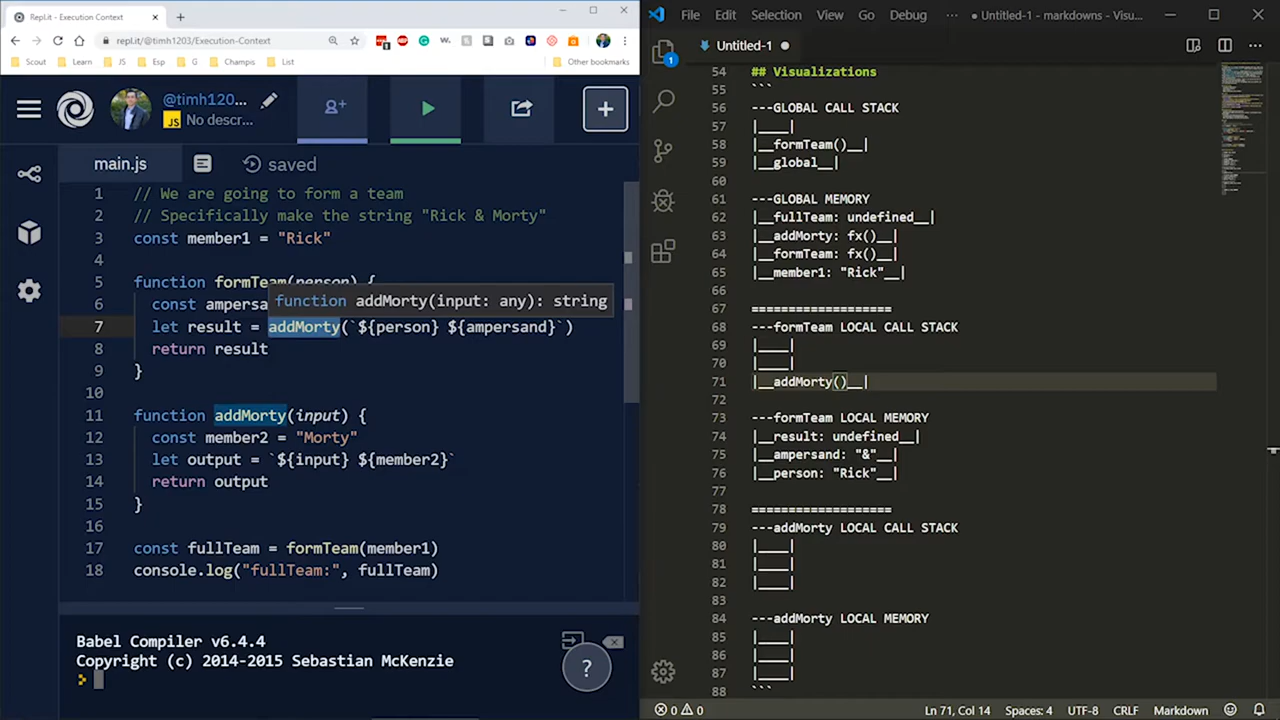 Repl.it - Execution Context
repl.it/@timh1203/Execution-Context
Scout Learn JS Esp G Champs List Other bookmarks
@timh120...
JS No descr...
main.js saved
1 // We are going to form a team
2 // Specifically make the string "Rick & Morty"
3 const member1 = "Rick"
4
5 function formTeam(person) {
6 const ampersa
function addMorty(input: any): string
7 let result = addMorty(`${person} ${ampersand}`)
8 return result
9 }
10
11 function addMorty(input) {
12 const member2 = "Morty"
13 let output = `${input} ${member2}`
14 return output
15 }
16
17 const fullTeam = formTeam(member1)
18 console.log("fullTeam:", fullTeam)
Babel Compiler v6.4.4
Copyright (c) 2014-2015 Sebastian McKenzie
?
File Edit Selection View Go Debug ... ● Untitled-1 - markdowns - Visu...
1
Untitled-1 ●
54 ## Visualizations
55 ```
56 ---GLOBAL CALL STACK
57 |____|
58 |__formTeam()__|
59 |__global__|
60
61 ---GLOBAL MEMORY
62 |__fullTeam: undefined__|
63 |__addMorty: fx()__|
64 |__formTeam: fx()__|
65 |__member1: "Rick"__|
66
67 ===================
68 ---formTeam LOCAL CALL STACK
69 |____|
70 |____|
71 |__addMorty()__|
72
73 ---formTeam LOCAL MEMORY
74 |__result: undefined__|
75 |__ampersand: "&"__|
76 |__person: "Rick"__|
77
78 ===================
79 ---addMorty LOCAL CALL STACK
80 |____|
81 |____|
82 |____|
83
84 ---addMorty LOCAL MEMORY
85 |____|
86 |____|
87 |____|
88 ```
0 0 Ln 71, Col 14 Spaces: 4 UTF-8 CRLF Markdown